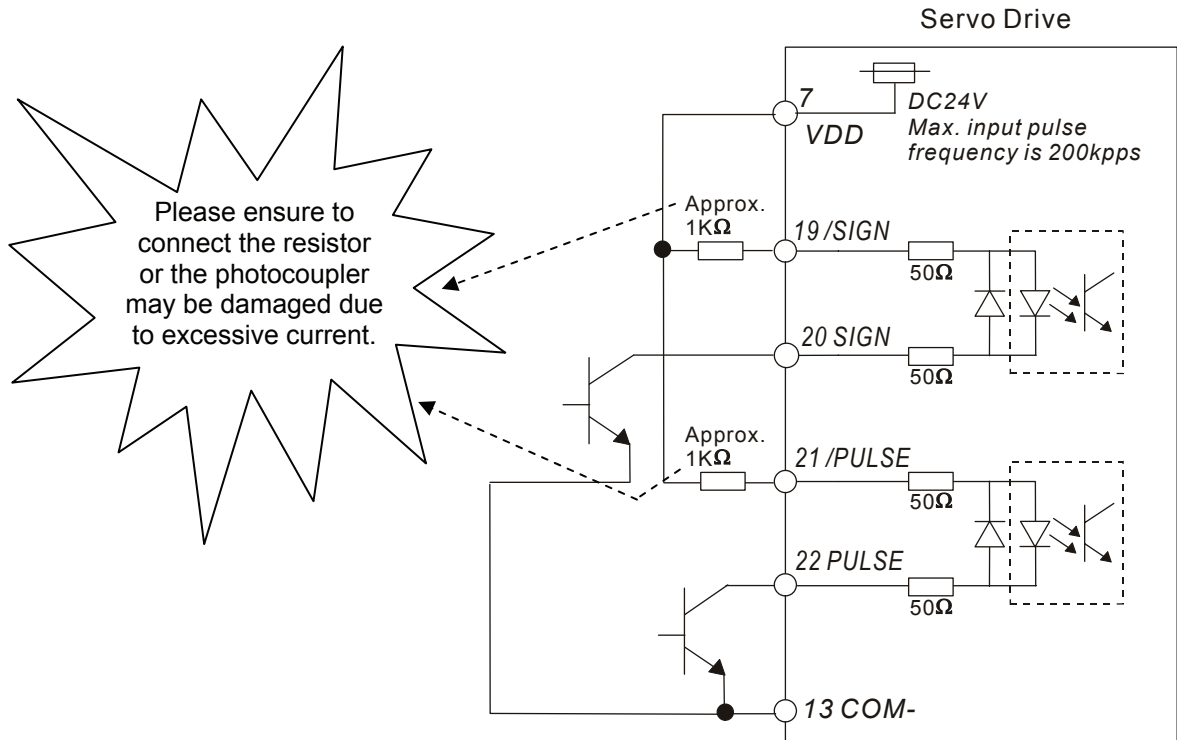 Servo Drive
7
VDD
DC24V
Max. input pulse
frequency is 200kpps
Please ensure to
connect the resistor
or the photocoupler
may be damaged due
to excessive current.
Approx.
1KΩ
19 /SIGN
50Ω
20 SIGN
50Ω
Approx.
1KΩ
21 /PULSE
50Ω
22 PULSE
50Ω
13 COM-